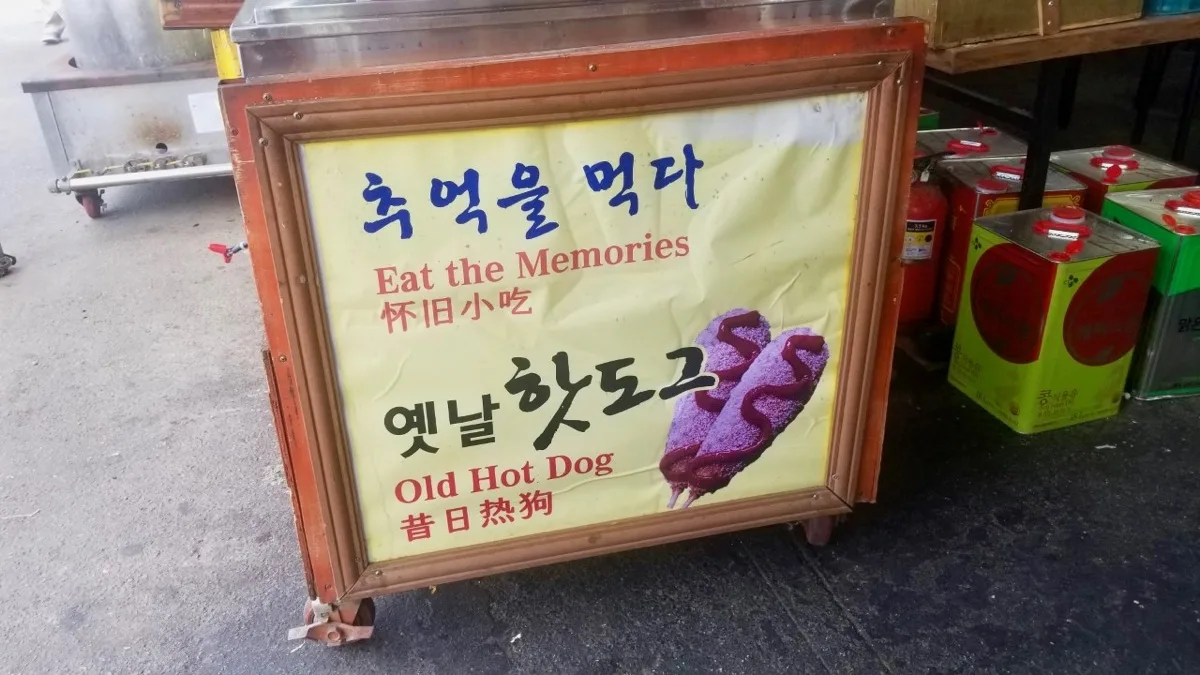 추억을 먹다
Eat the Memories
怀旧小吃
옛날 핫도그
Old Hot Dog
昔日热狗